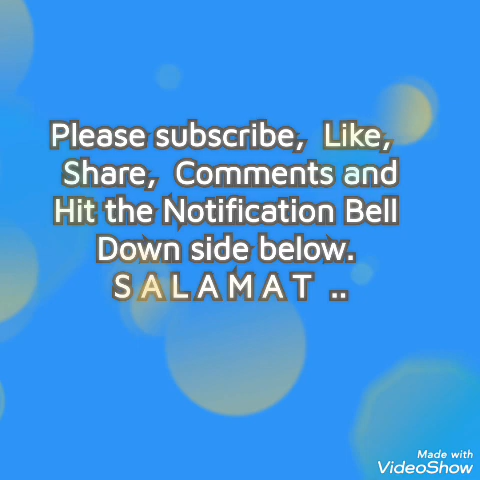 Please subscribe, Like,
Share, Comments and
Hit the Notification Bell
Down side below.
S A L A M A T ..
Made with
VideoShow